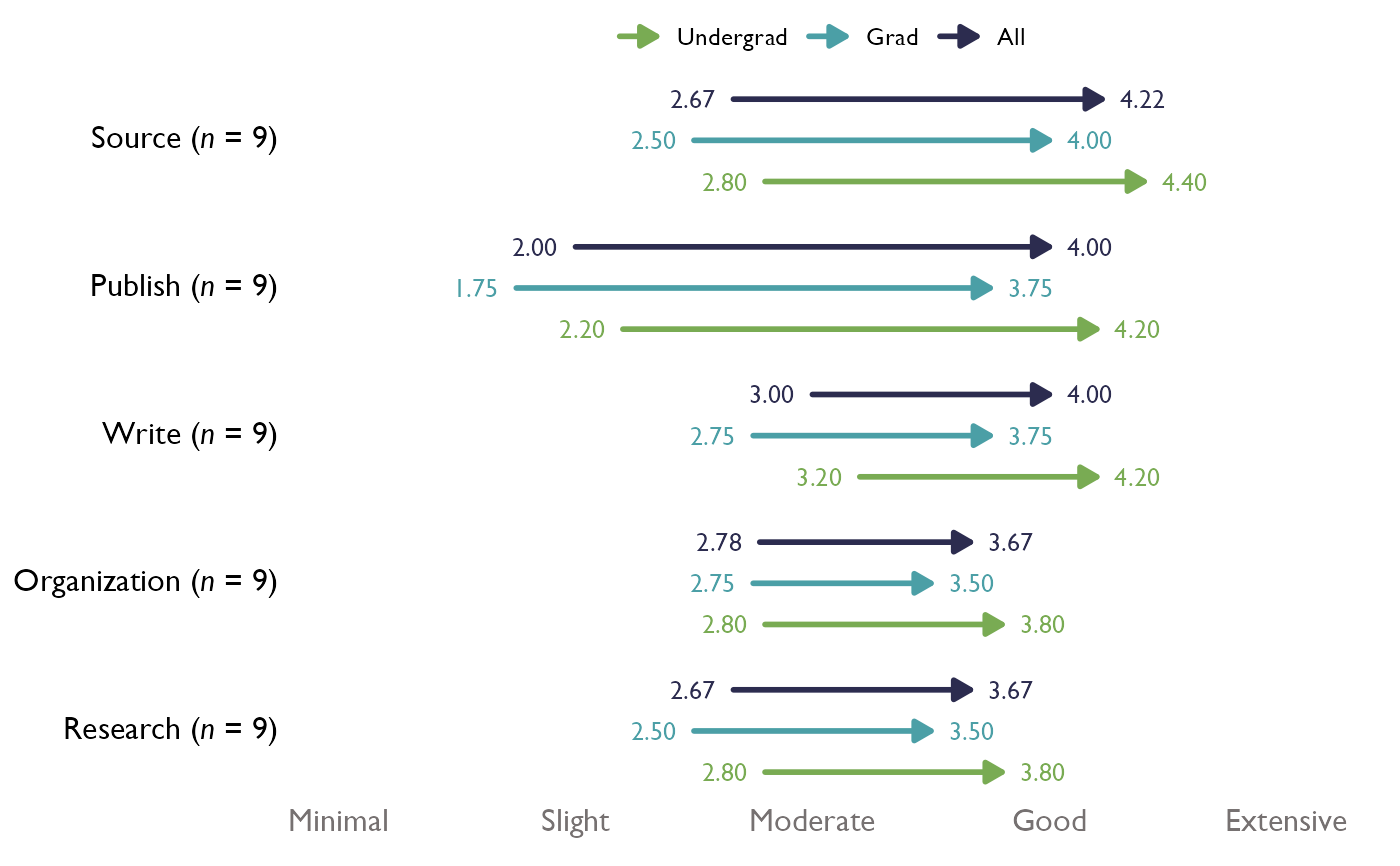 Undergrad Grad All
2.67 4.22
Source (n = 9) 2.50 4.00
2.80 4.40
2.00 4.00
Publish (n = 9) 1.75 3.75
2.20 4.20
3.00 4.00
Write (n = 9) 2.75 3.75
3.20 4.20
2.78 3.67
Organization (n = 9) 2.75 3.50
2.80 3.80
2.67 3.67
Research (n = 9) 2.50 3.50
2.80 3.80
Minimal Slight Moderate Good Extensive